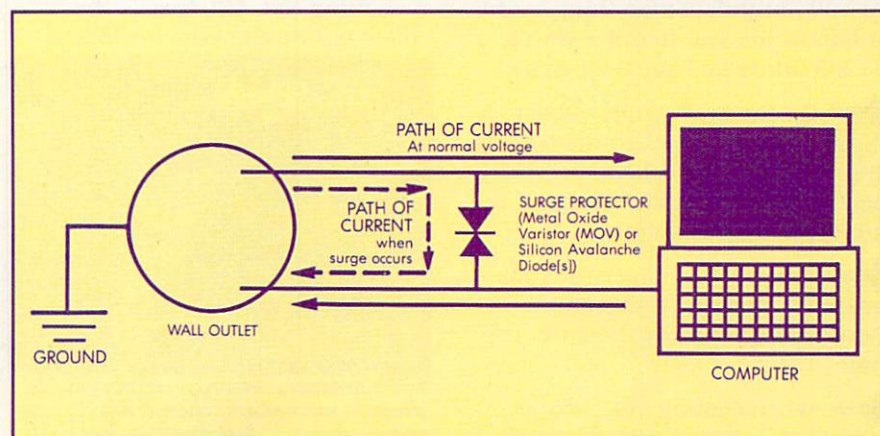 PATH OF CURRENT
At normal voltage
PATH OF
CURRENT
when
surge occurs
SURGE PROTECTOR
(Metal Oxide
Varistor (MOV) or
Silicon Avalanche
Diode[s])
WALL OUTLET
GROUND
COMPUTER